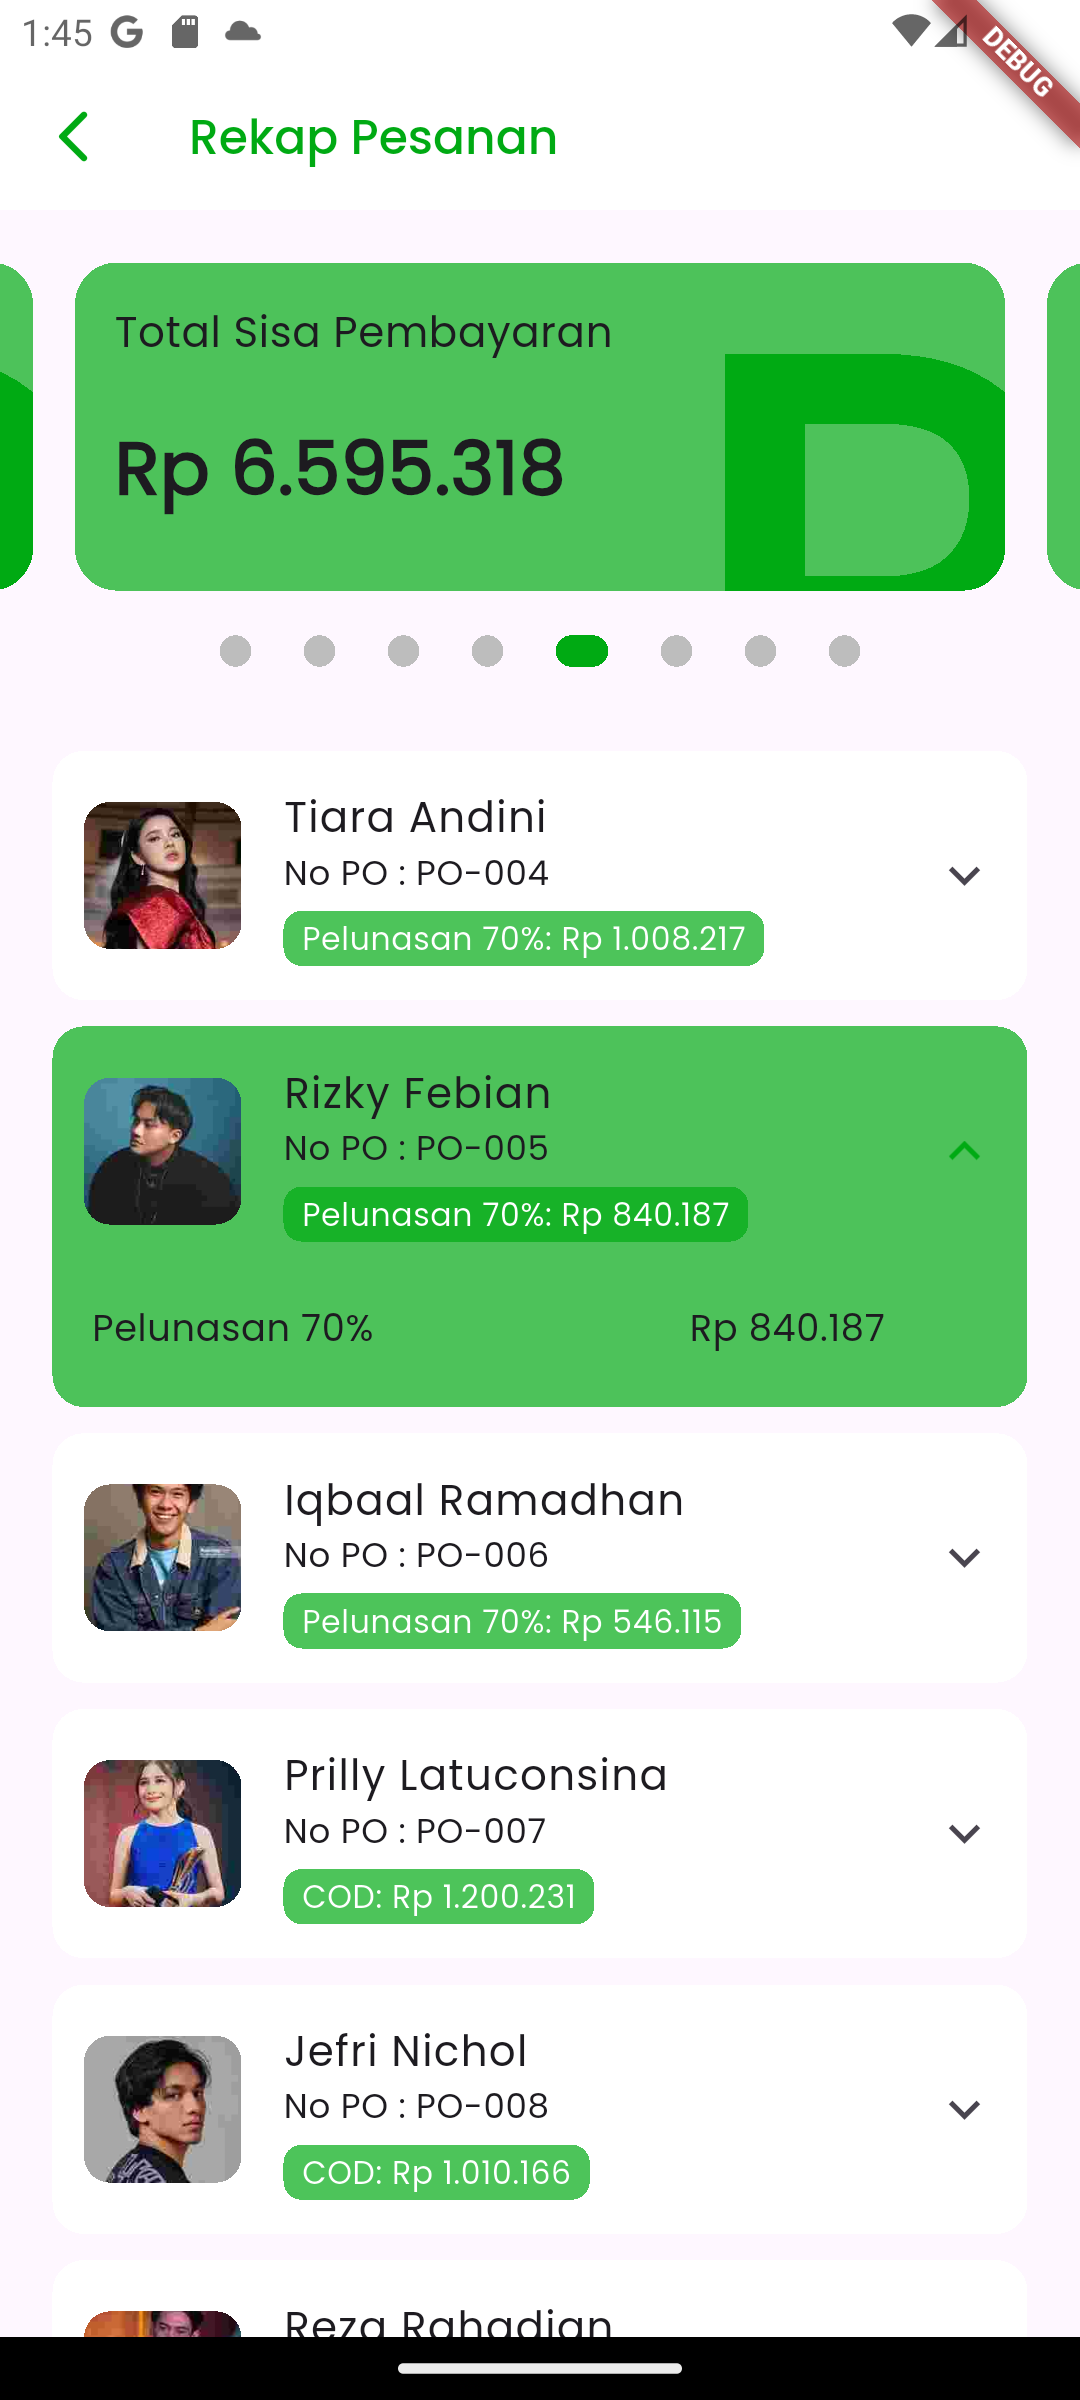 1:45
DEBUG
Rekap Pesanan
Total Sisa Pembayaran
Rp 6.595.318
Tiara Andini
No PO : PO-004
Pelunasan 70%: Rp 1.008.217
Rizky Febian
No PO : PO-005
Pelunasan 70%: Rp 840.187
Pelunasan 70% Rp 840.187
Iqbaal Ramadhan
No PO : PO-006
Pelunasan 70%: Rp 546.115
Prilly Latuconsina
No PO : PO-007
COD: Rp 1.200.231
Jefri Nichol
No PO : PO-008
COD: Rp 1.010.166
Reza Rahadian